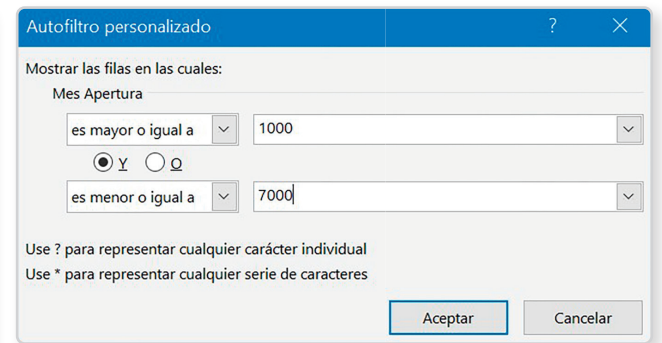 Autofiltro personalizado ?
Mostrar las filas en las cuales:
Mes Apertura
es mayor o igual a 1000
Y O
es menor o igual a 7000
Use ? para representar cualquier carácter individual
Use * para representar cualquier serie de caracteres
Aceptar Cancelar